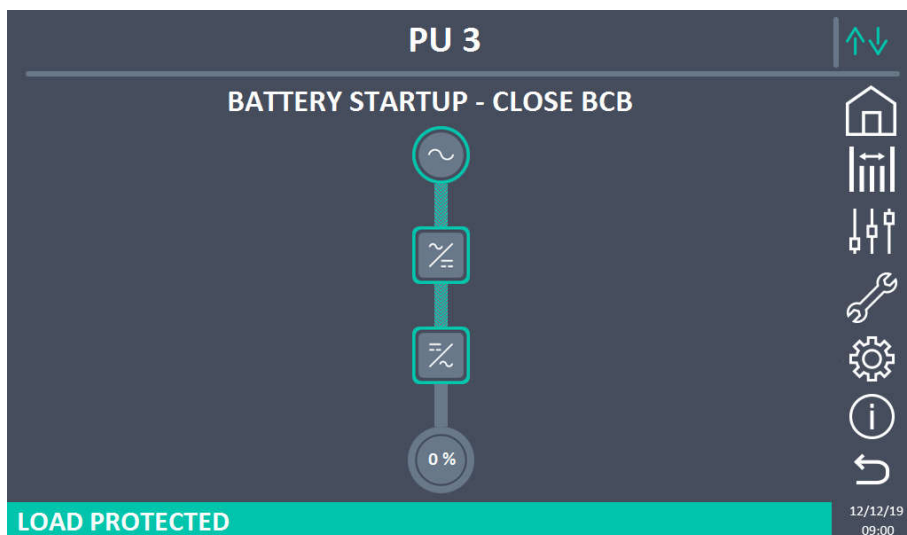 PU 3
BATTERY STARTUP - CLOSE BCB
0 %
LOAD PROTECTED
12/12/19
09:00